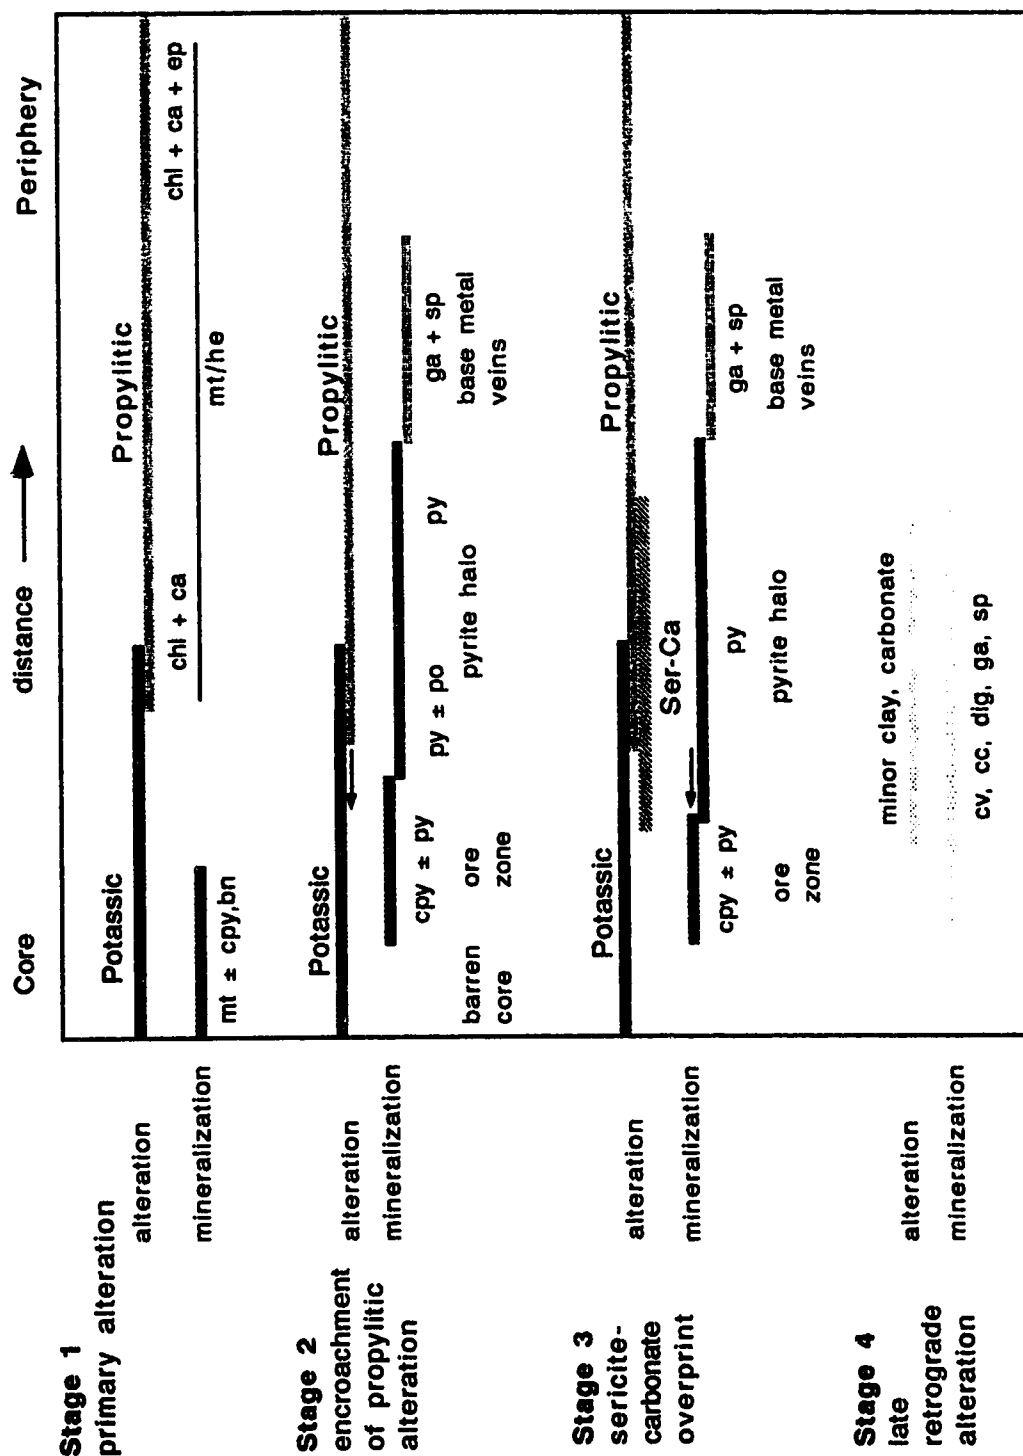 Core
distance
Periphery
Stage 1
primary alteration
alteration
Potassic
Propylitic
chl + ca
chl + ca + ep
mineralization
mt ± cpy,bn
mt/he
Stage 2
encroachment
of propylitic
alteration
alteration
Potassic
Propylitic
mineralization
cpy ± py
py ± po
py
ga + sp
barren
core
ore
zone
pyrite halo
base metal
veins
Stage 3
sericite-
carbonate
overprint
alteration
Potassic
Propylitic
Ser-Ca
mineralization
cpy ± py
py
ga + sp
ore
zone
pyrite halo
base metal
veins
Stage 4
late
retrograde
alteration
alteration
minor clay, carbonate
mineralization
cv, cc, dig, ga, sp